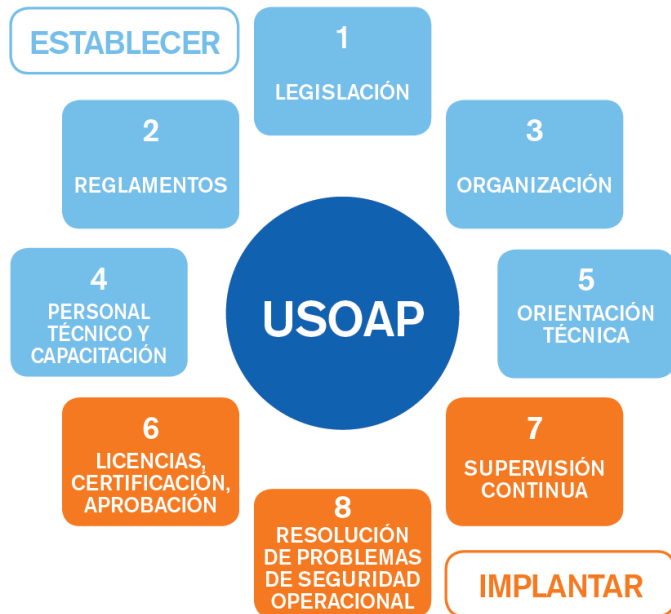 ESTABLECER
1
LEGISLACIÓN
2
REGLAMENTOS
3
ORGANIZACIÓN
4
PERSONAL
TÉCNICO Y
CAPACITACIÓN
USOAP
5
ORIENTACIÓN
TÉCNICA
6
LICENCIAS,
CERTIFICACIÓN,
APROBACIÓN
7
SUPERVISIÓN
CONTINUA
8
RESOLUCIÓN
DE PROBLEMAS
DE SEGURIDAD
OPERACIONAL
IMPLANTAR